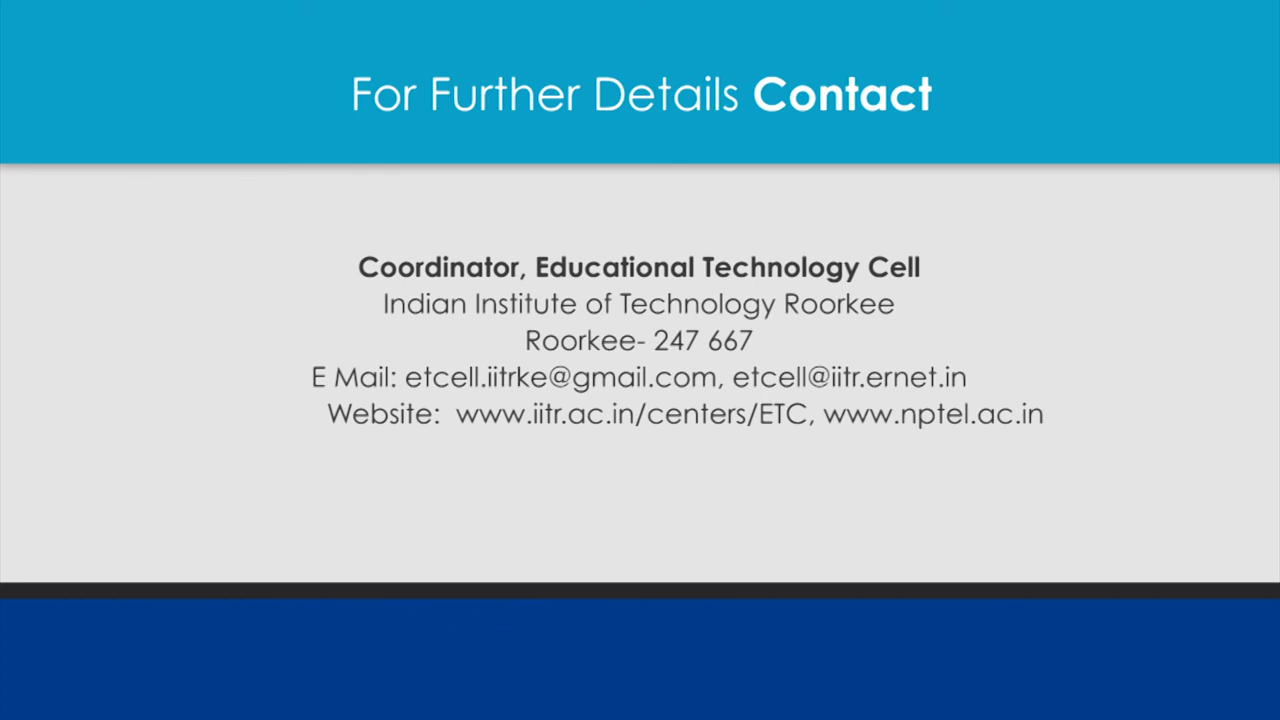 For Further Details Contact
Coordinator, Educational Technology Cell
Indian Institute of Technology Roorkee
Roorkee- 247 667
E Mail: etcell.iitrke@gmail.com, etcell@iitr.ernet.in
Website: www.iitr.ac.in/centers/ETC, www.nptel.ac.in